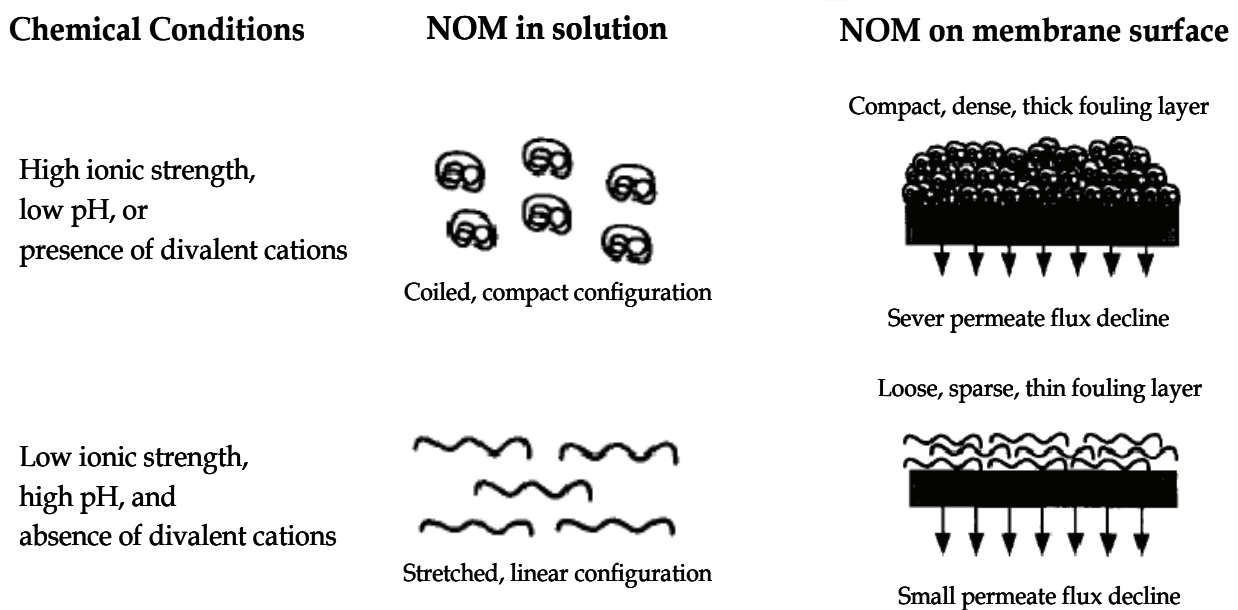 Chemical Conditions
NOM in solution
NOM on membrane surface
Compact, dense, thick fouling layer
High ionic strength,
low pH, or
presence of divalent cations
Coiled, compact configuration
Sever permeate flux decline
Loose, sparse, thin fouling layer
Low ionic strength,
high pH, and
absence of divalent cations
Stretched, linear configuration
Small permeate flux decline